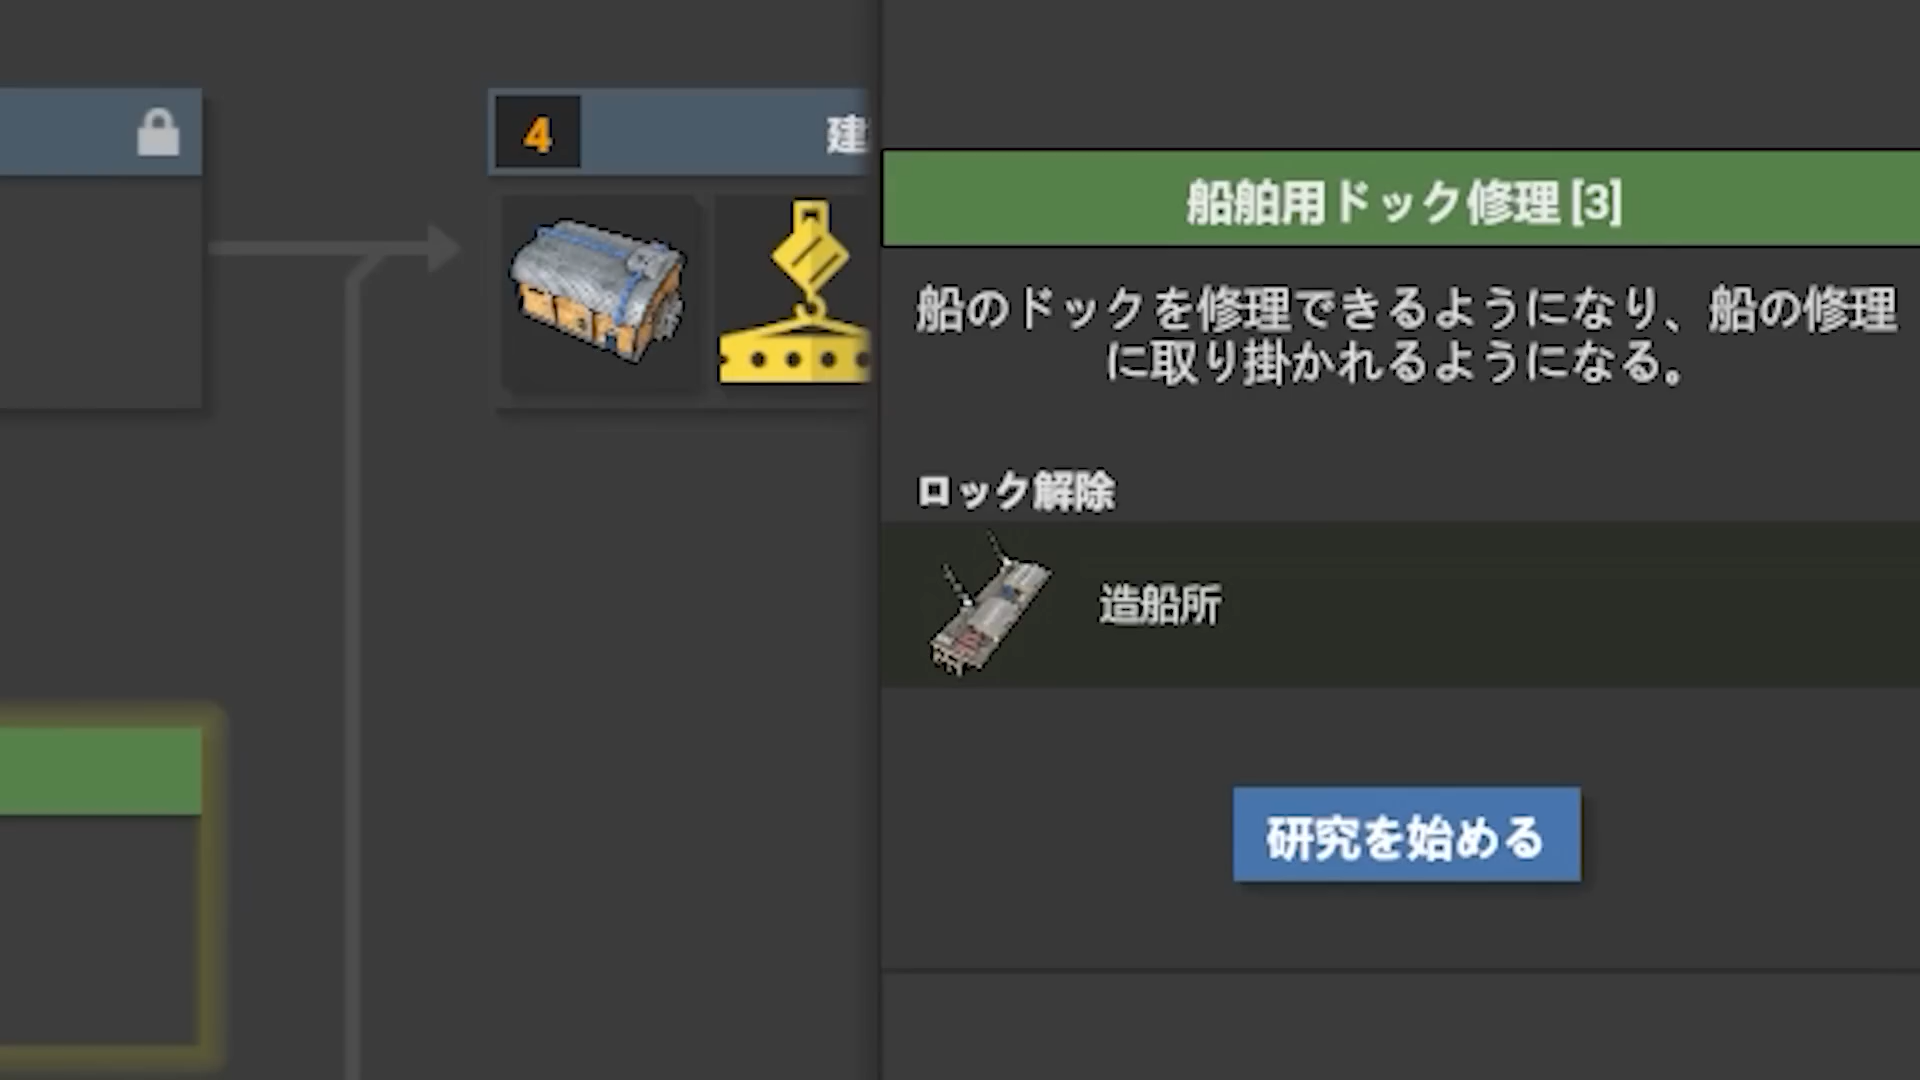 4
建
船舶用ドック修理 [3]
船のドックを修理できるようになり、船の修理
に取り掛かれるようになる。
ロック解除
造船所
研究を始める